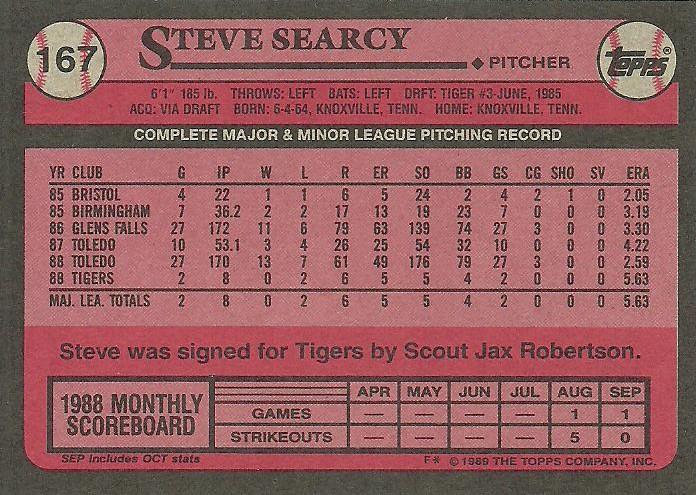 167
STEVE SEARCY
PITCHER
TOPPS®
6'1" 185 lb. THROWS: LEFT BATS: LEFT DRFT: TIGER #3-JUNE, 1985
ACQ: VIA DRAFT BORN: 6-4-64, KNOXVILLE, TENN. HOME: KNOXVILLE, TENN.
COMPLETE MAJOR & MINOR LEAGUE PITCHING RECORD
YR CLUB G IP W L R ER SO BB GS CG SHO SV ERA
85 BRISTOL 4 22 1 1 6 5 24 2 4 2 1 0 2.05
85 BIRMINGHAM 7 36.2 2 2 17 13 19 23 7 0 0 0 3.19
86 GLENS FALLS 27 172 11 6 79 63 139 74 27 3 0 0 3.30
87 TOLEDO 10 53.1 3 4 26 25 54 32 10 0 0 0 4.22
88 TOLEDO 27 170 13 7 61 49 176 79 27 3 0 0 2.59
88 TIGERS 2 8 0 2 6 5 5 4 2 0 0 0 5.63
MAJ. LEA. TOTALS 2 8 0 2 6 5 5 4 2 0 0 0 5.63
Steve was signed for Tigers by Scout Jax Robertson.
1988 MONTHLY
SCOREBOARD
APR MAY JUN JUL AUG SEP
GAMES — — — — 1 1
STRIKEOUTS — — — — 5 0
SEP Includes OCT stats
F* © 1989 THE TOPPS COMPANY, INC.